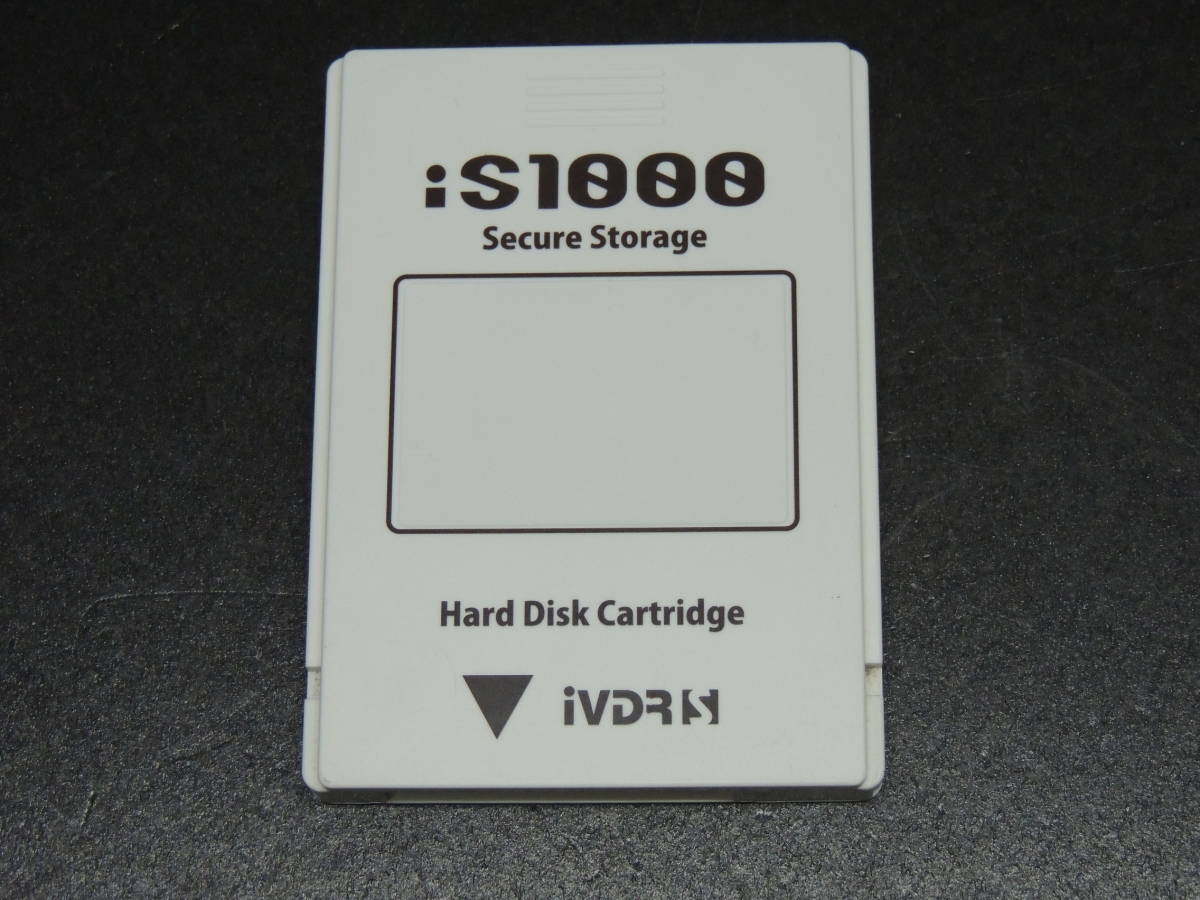 iS1000
Secure Storage
Hard Disk Cartridge
iVDR S